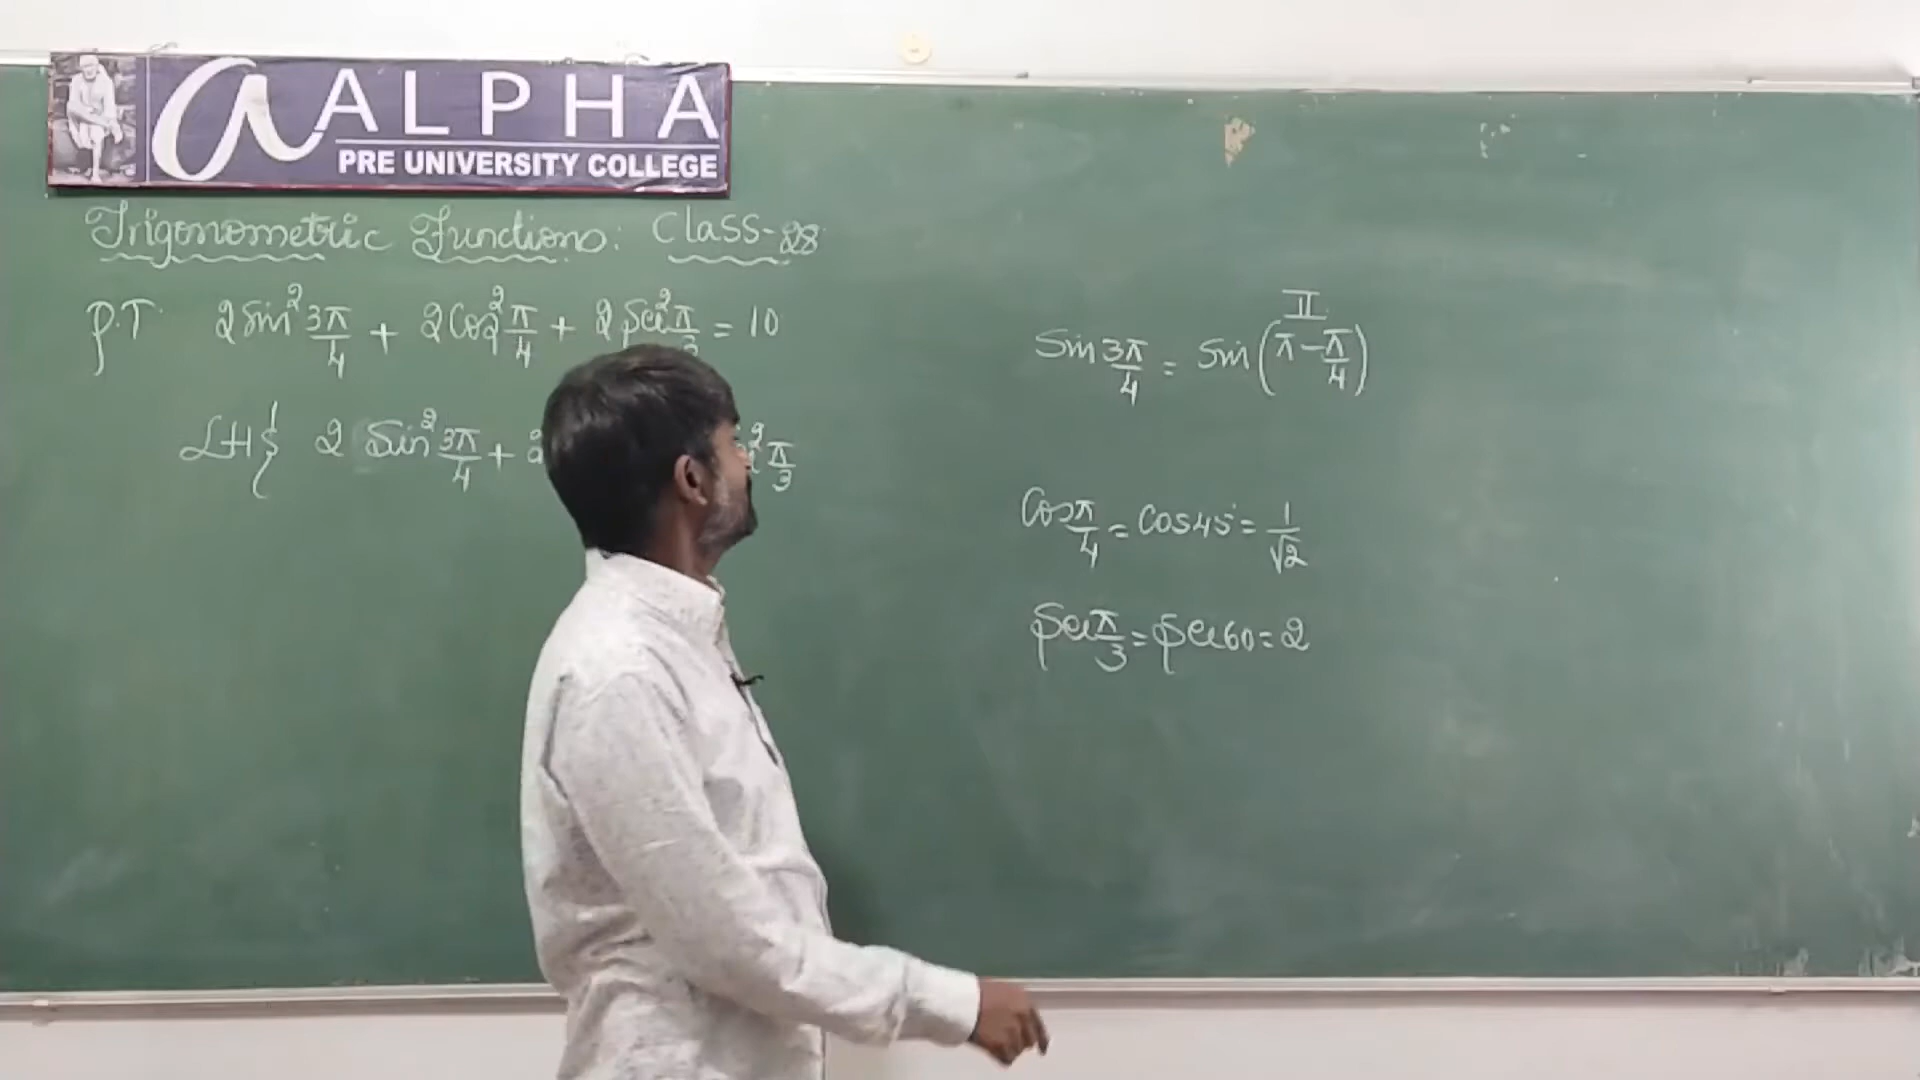 a ALPHA
PRE UNIVERSITY COLLEGE
Trigonometric Functions: Class-28
P.T. 2 Sin² 3π/4 + 2 Cos² π/4 + 2 Sec² π/3 = 10
LHS 2 Sin² 3π/4 + 2 ² π/3
II
Sin 3π/4 = Sin (π - π/4)
Cos π/4 = Cos 45° = 1/√2
Sec π/3 = Sec 60 = 2